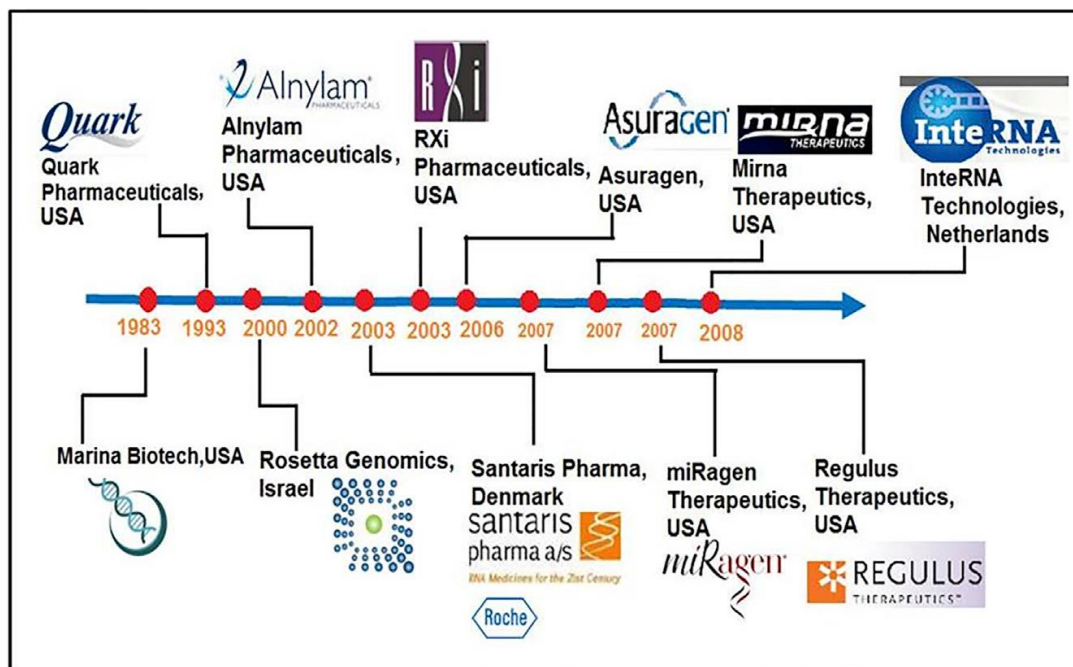 Quark
Quark
Pharmaceuticals,
USA
Alnylam®
PHARMACEUTICALS
Alnylam
Pharmaceuticals,
USA
RXi
RXi
Pharmaceuticals,
USA
AsuraGen®
Asuragen,
USA
miRna
THERAPEUTICS
Mirna
Therapeutics,
USA
InteRNA
Technologies
InteRNA
Technologies,
Netherlands
1983
1993
2000
2002
2003
2003
2006
2007
2007
2007
2008
Marina Biotech,USA
Rosetta Genomics,
Israel
Santaris Pharma,
Denmark
santaris
pharma a/s
RNA Medicines for the 21st Century
Roche
miRagen
Therapeutics,
USA
miRagen
Regulus
Therapeutics,
USA
REGULUS
THERAPEUTICS™